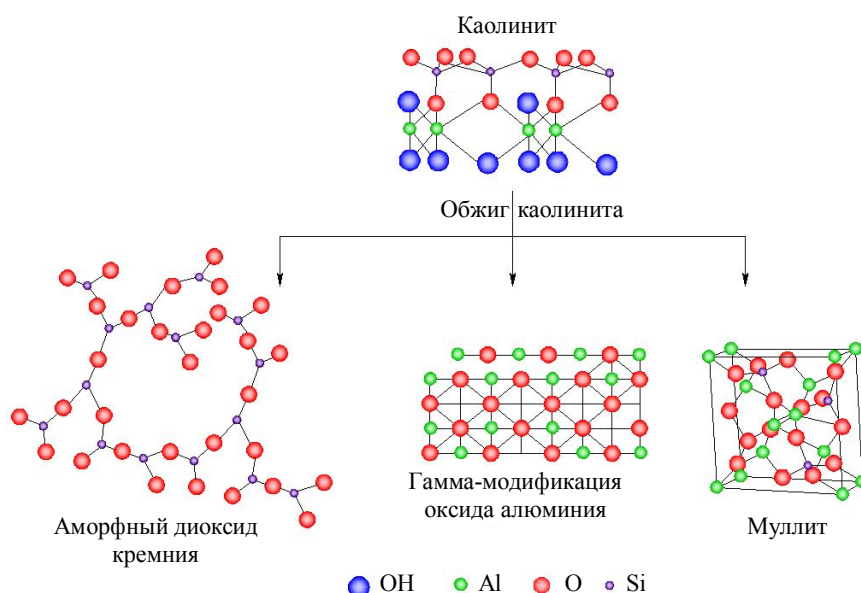 Каолинит
Обжиг каолинита
Аморфный диоксид
кремния
Гамма-модификация
оксида алюминия
Муллит
OH Al O Si